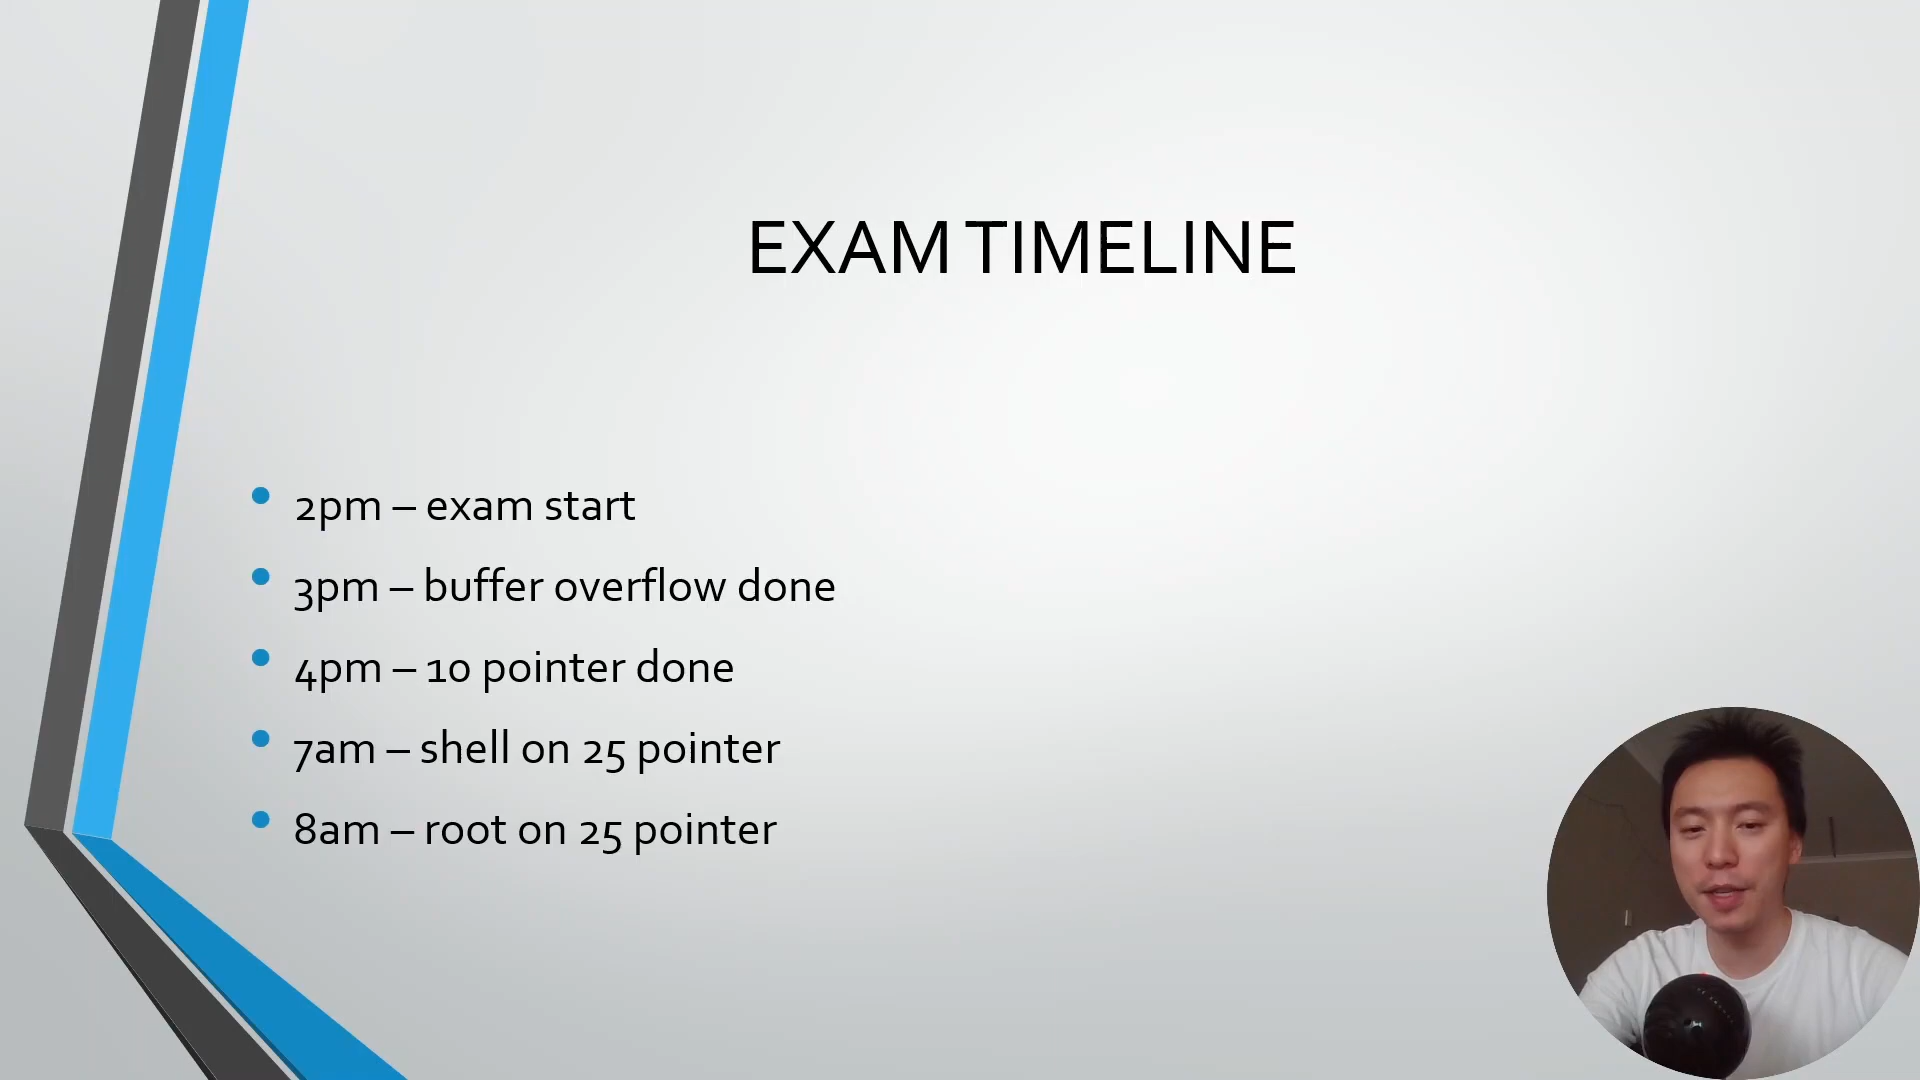 EXAM TIMELINE
2pm – exam start
3pm – buffer overflow done
4pm – 10 pointer done
7am – shell on 25 pointer
8am – root on 25 pointer